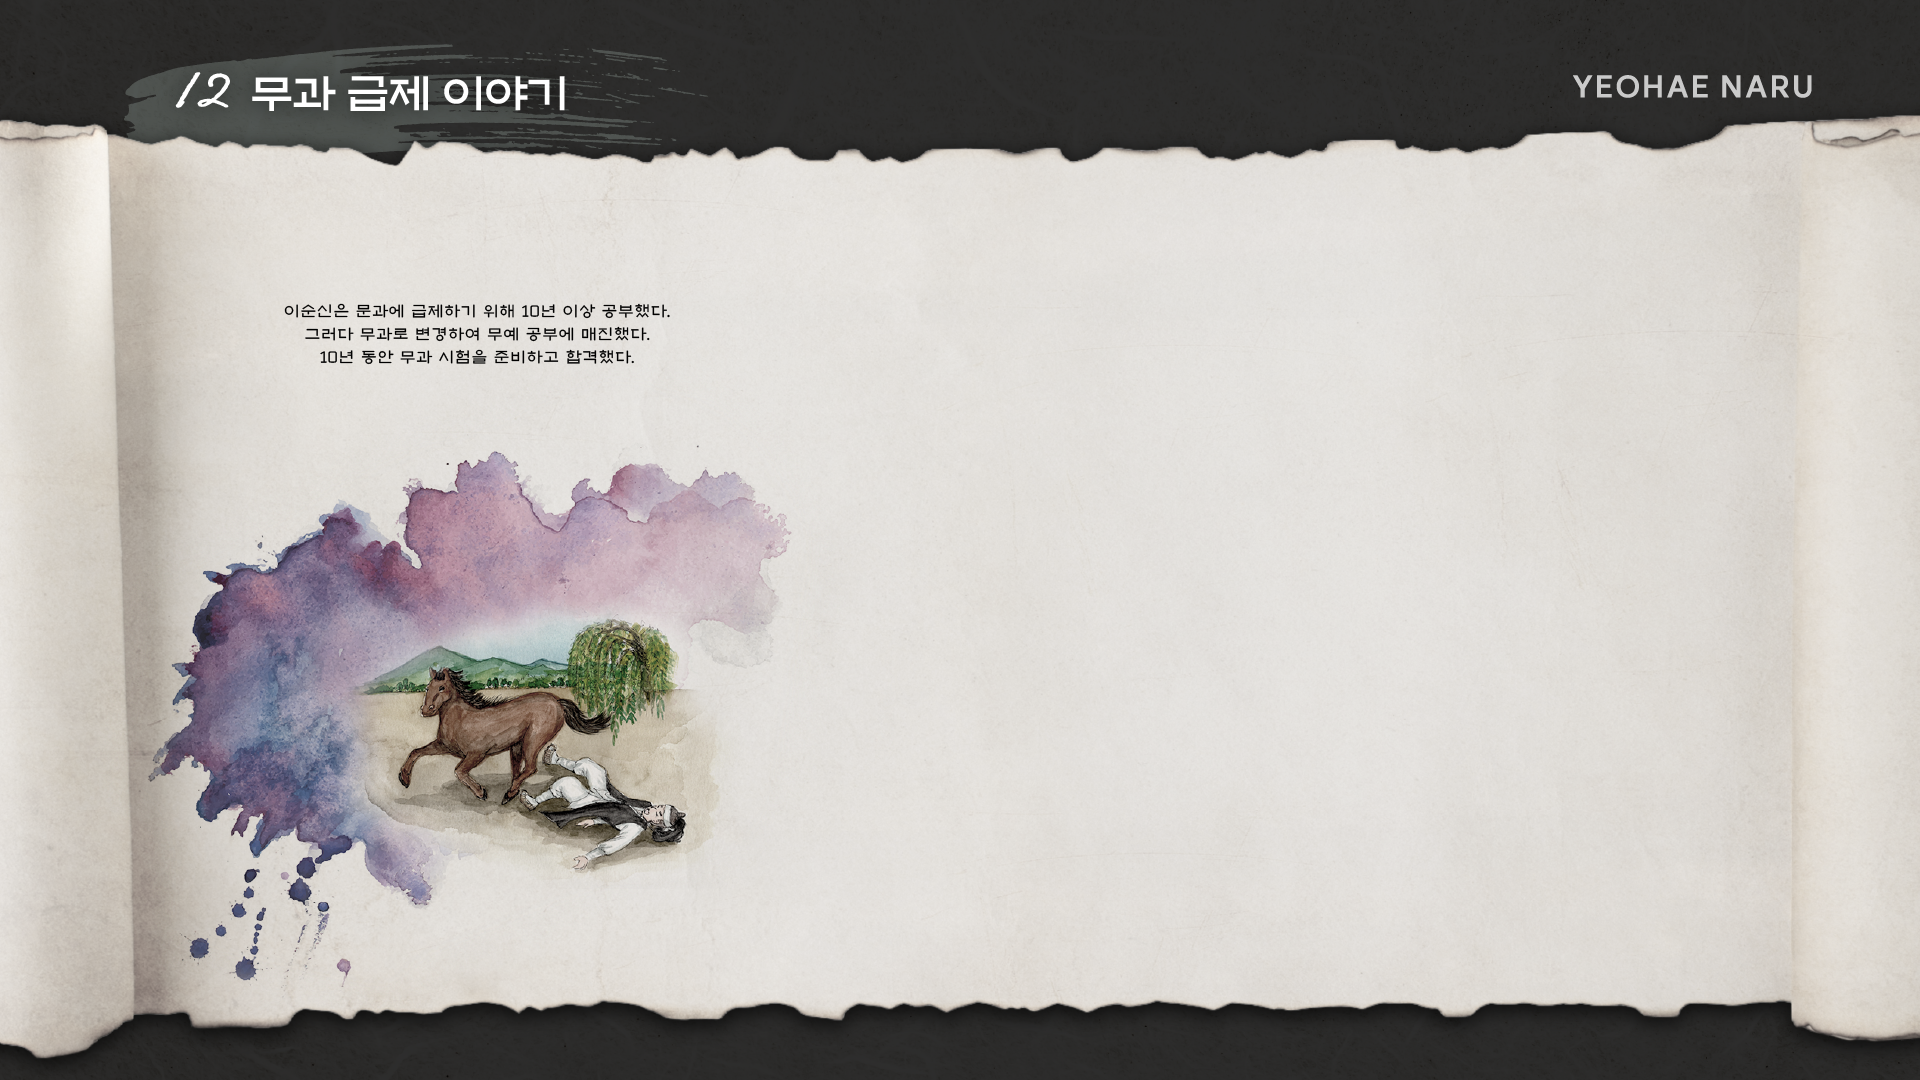 12 무과 급제 이야기
YEOHAE NARU
이순신은 문과에 급제하기 위해 10년 이상 공부했다.
그러다 무과로 변경하여 무예 공부에 매진했다.
10년 동안 무과 시험을 준비하고 합격했다.